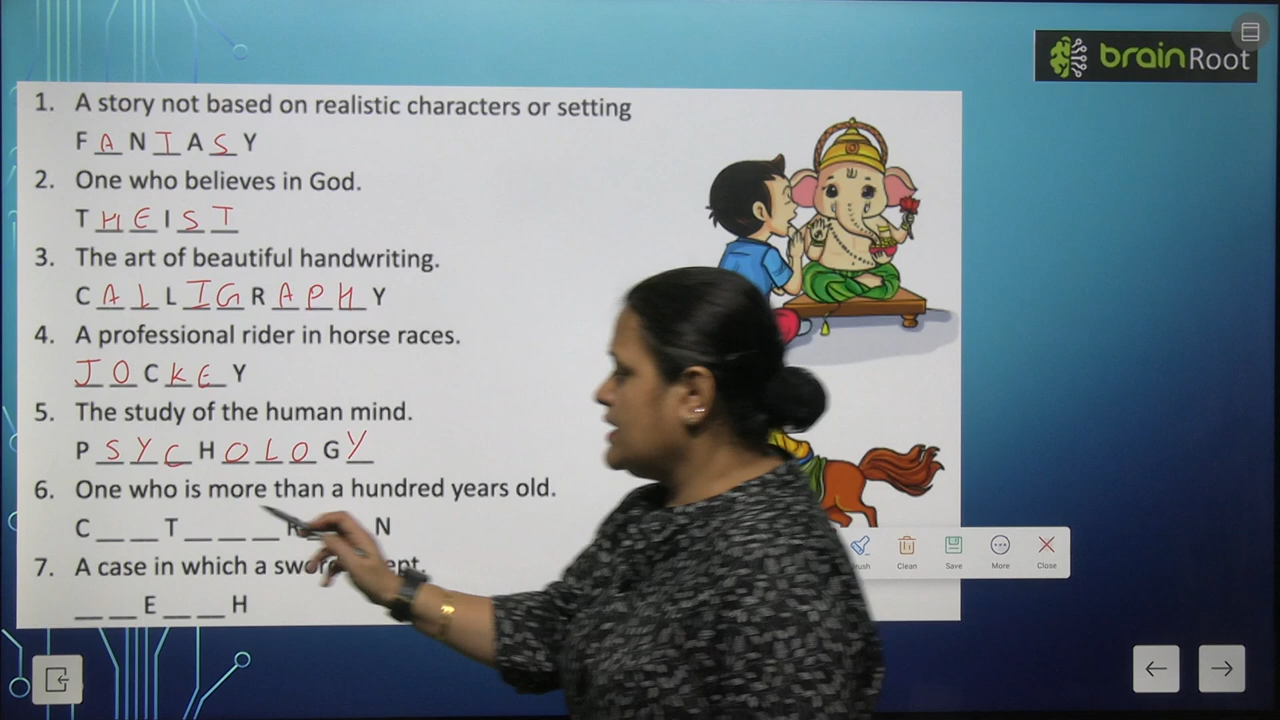 brainRoot
1. A story not based on realistic characters or setting
F A N T A S Y
2. One who believes in God.
T H E I S T
3. The art of beautiful handwriting.
C A L L I G R A P H Y
4. A professional rider in horse races.
J O C K E Y
5. The study of the human mind.
P S Y C H O L O G Y
6. One who is more than a hundred years old.
C _ _ T _ _ _ R N
7. A case in which a
_ _ E _ _ H
Clean Save More Close